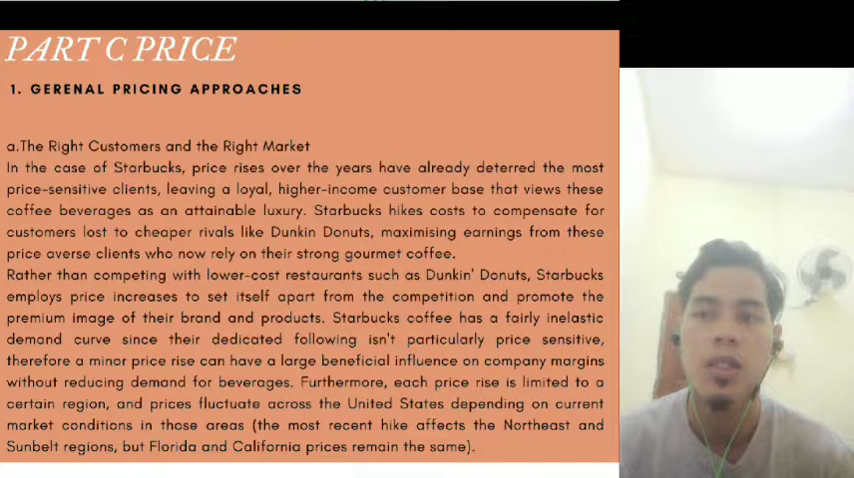 PART C PRICE
1. GERENAL PRICING APPROACHES
a.The Right Customers and the Right Market
In the case of Starbucks, price rises over the years have already deterred the most
price-sensitive clients, leaving a loyal, higher-income customer base that views these
coffee beverages as an attainable luxury. Starbucks hikes costs to compensate for
customers lost to cheaper rivals like Dunkin Donuts, maximising earnings from these
price averse clients who now rely on their strong gourmet coffee.
Rather than competing with lower-cost restaurants such as Dunkin' Donuts, Starbucks
employs price increases to set itself apart from the competition and promote the
premium image of their brand and products. Starbucks coffee has a fairly inelastic
demand curve since their dedicated following isn't particularly price sensitive,
therefore a minor price rise can have a large beneficial influence on company margins
without reducing demand for beverages. Furthermore, each price rise is limited to a
certain region, and prices fluctuate across the United States depending on current
market conditions in those areas (the most recent hike affects the Northeast and
Sunbelt regions, but Florida and California prices remain the same).